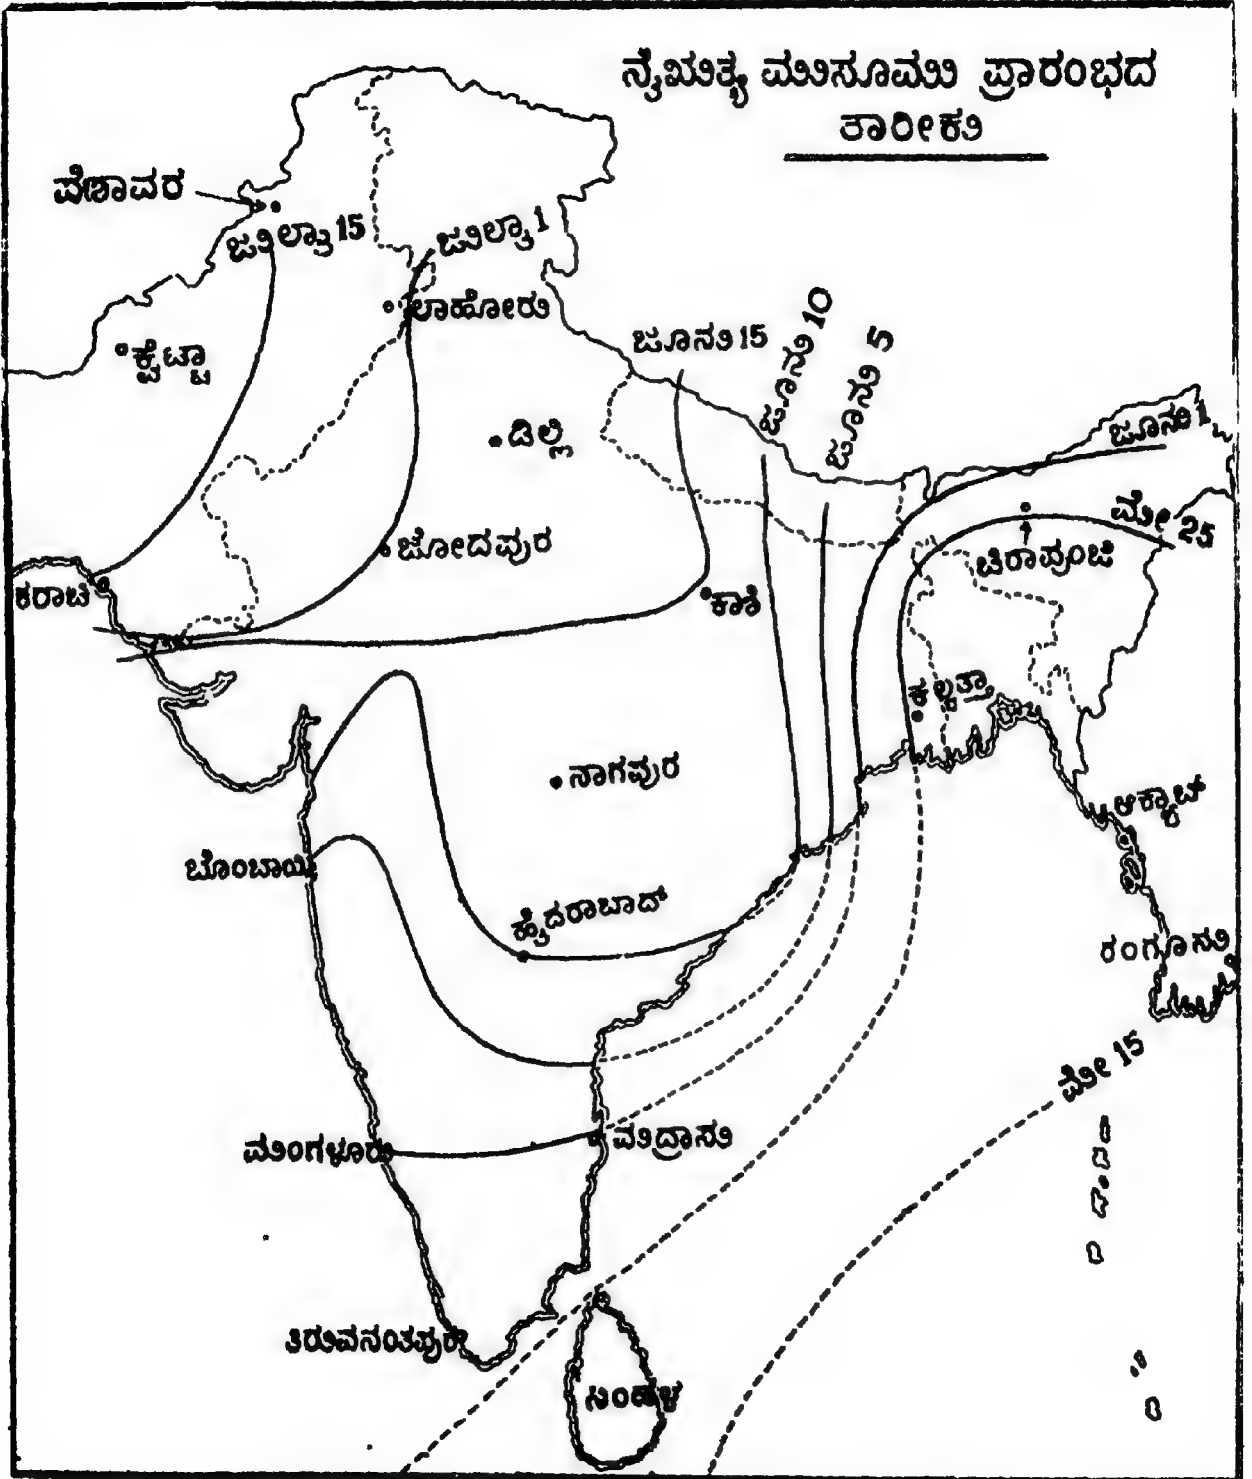 ನೈಋತ್ಯ ಮುಸೂಮು ಪ್ರಾರಂಭದ
ತಾರೀಕು
ಪೆಶಾವರ
ಜುಲೈ 15
ಜುಲೈ 1
ಲಾಹೋರು
ಕ್ವೆಟ್ಟಾ
ಜೂನು 15
ಜೂನು 10
ಜೂನು 5
ಜೂನು 1
ಡಿಲ್ಲಿ
ಮೇ 25
ಜೋದಪುರ
ಚಿರಾಪುಂಜಿ
ಕರಾಚಿ
ಕಾಶಿ
ಕಲ್ಕತ್ತಾ
ನಾಗಪುರ
ಆಕ್ಯಾಬ್
ಬೊಂಬಾಯಿ
ಹೈದರಾಬಾದ್
ರಂಗೂನು
ಮೇ 15
ಮಂಗಳೂರು
ಮದ್ರಾಸು
ತಿರುವನಂತಪುರ
ಸಿಂಹಳ